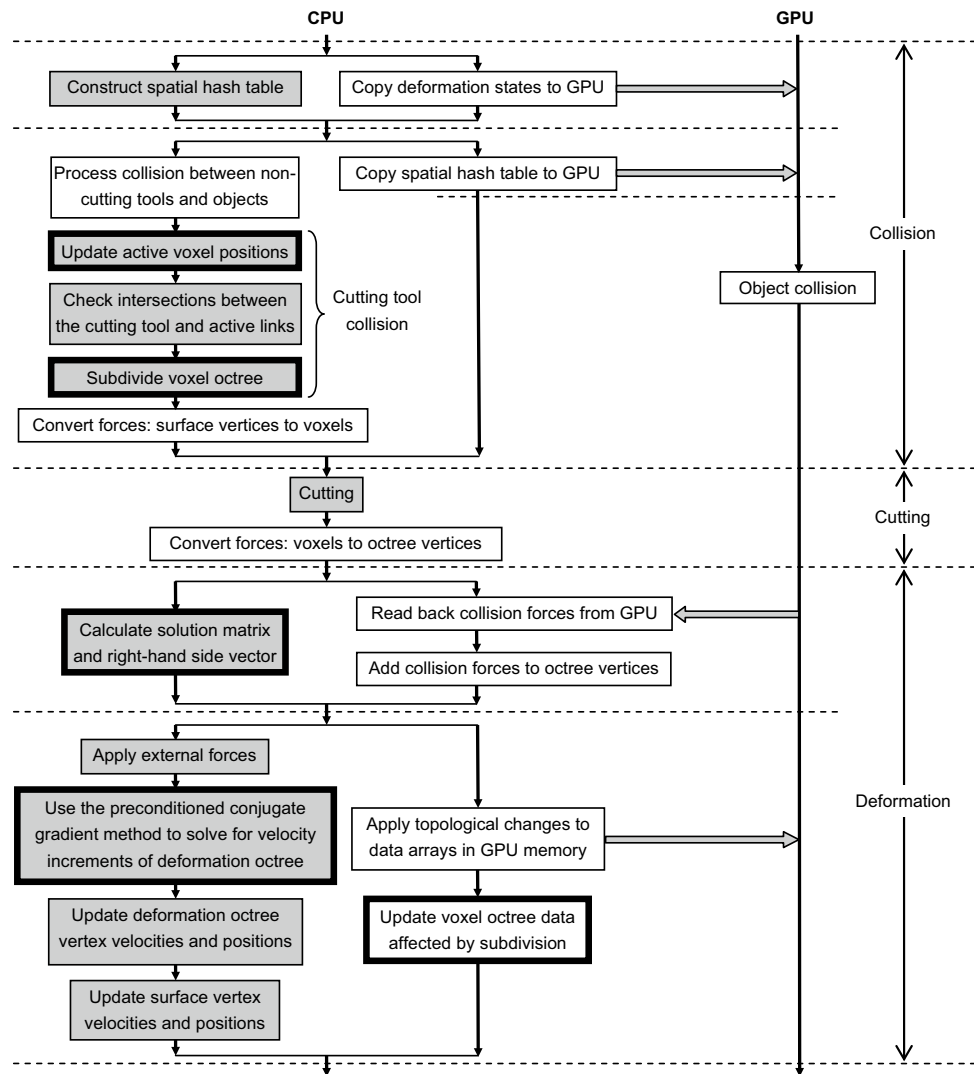 CPU
GPU
Construct spatial hash table
Copy deformation states to GPU
Process collision between non-
cutting tools and objects
Copy spatial hash table to GPU
Update active voxel positions
Check intersections between
the cutting tool and active links
Subdivide voxel octree
Cutting tool
collision
Convert forces: surface vertices to voxels
Object collision
Collision
Cutting
Convert forces: voxels to octree vertices
Cutting
Calculate solution matrix
and right-hand side vector
Read back collision forces from GPU
Add collision forces to octree vertices
Apply external forces
Use the preconditioned conjugate
gradient method to solve for velocity
increments of deformation octree
Apply topological changes to
data arrays in GPU memory
Update deformation octree
vertex velocities and positions
Update voxel octree data
affected by subdivision
Update surface vertex
velocities and positions
Deformation